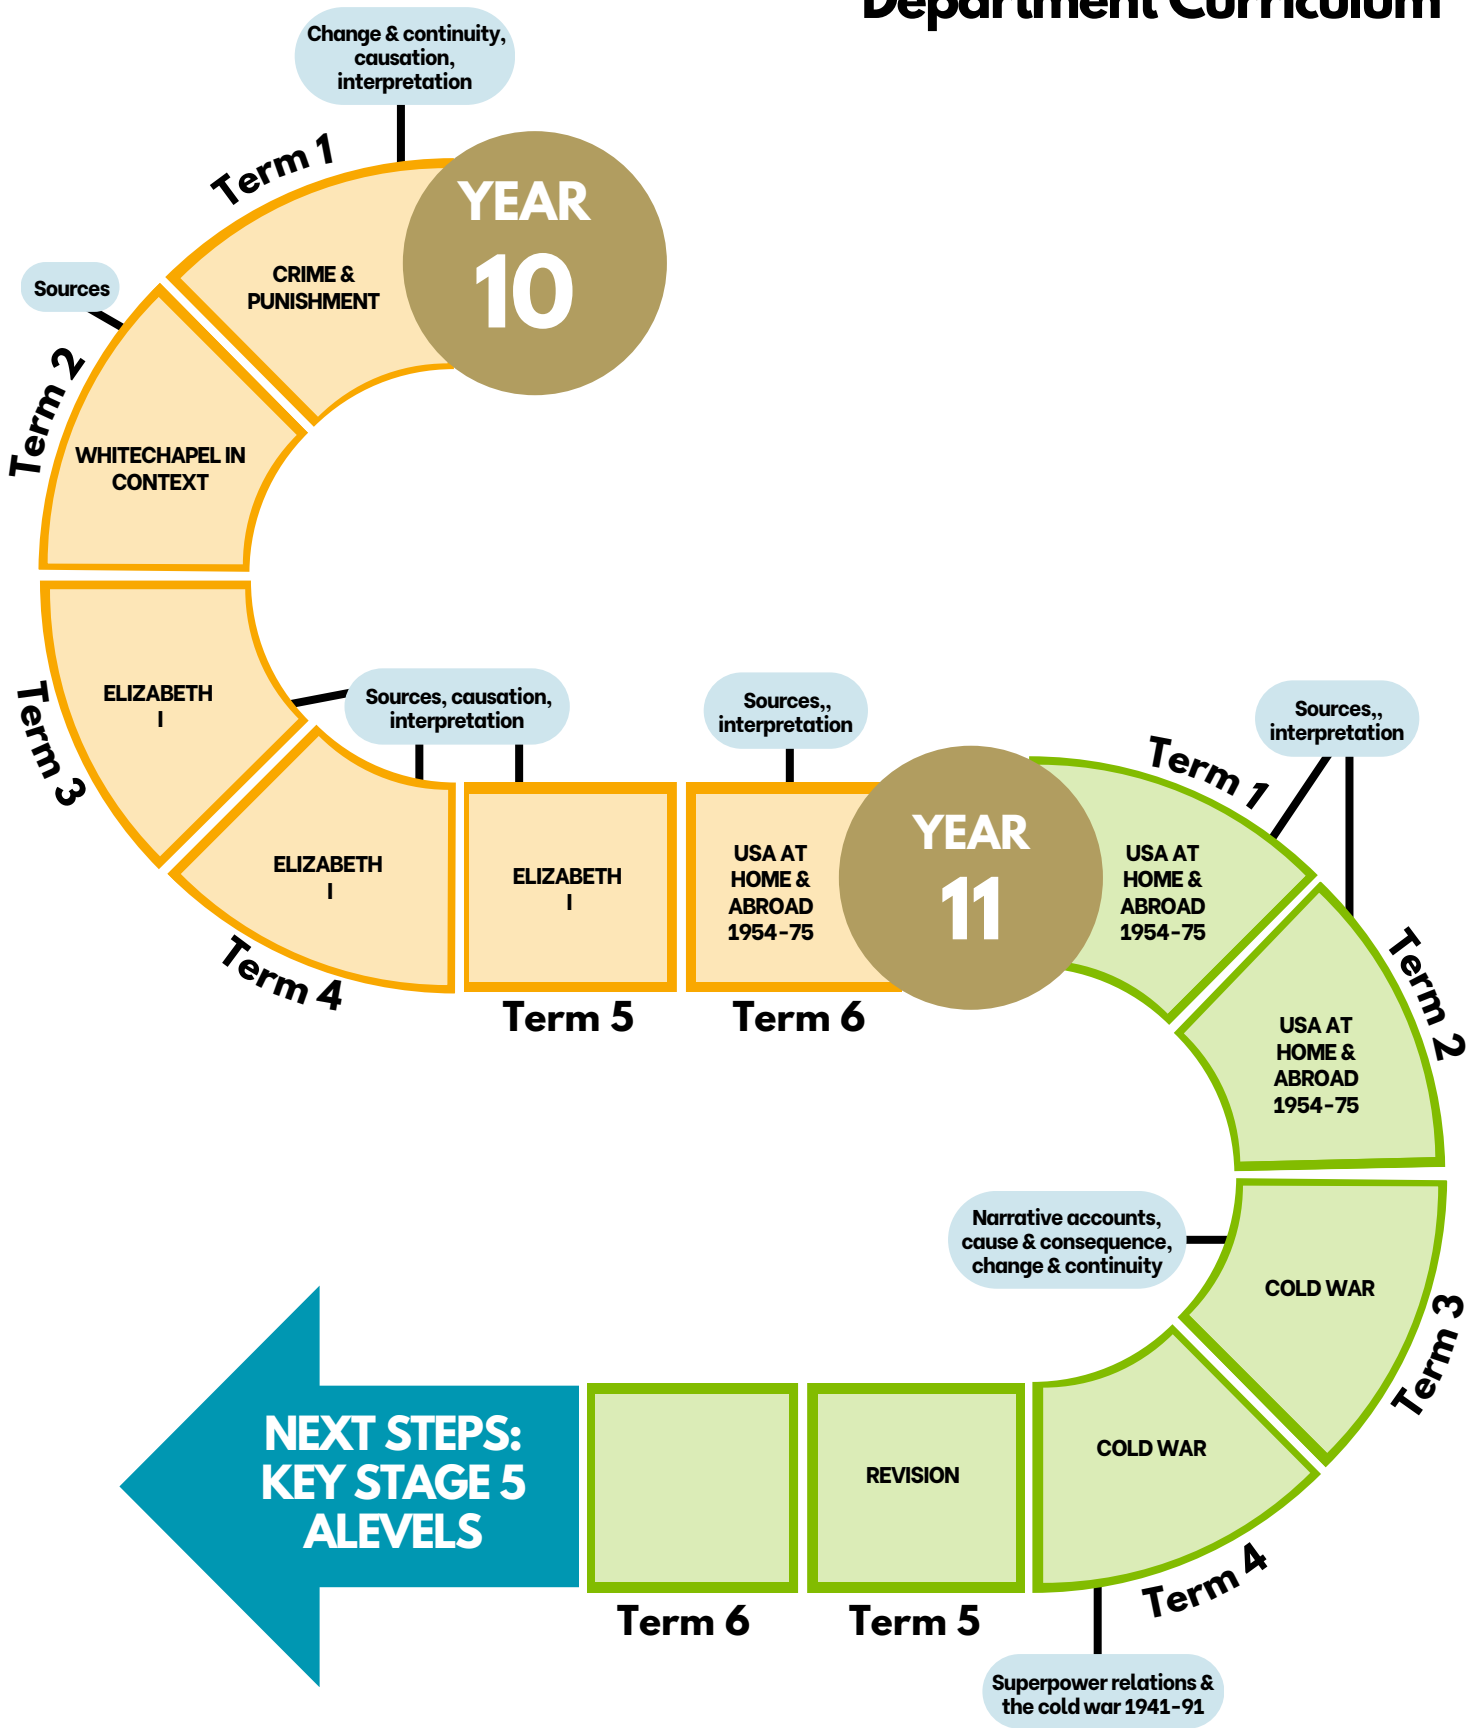 Department Curriculum
Change & continuity,
causation,
interpretation
Term 1
YEAR
10
CRIME &
PUNISHMENT
Sources
Term 2
WHITECHAPEL IN
CONTEXT
Term 3
ELIZABETH
I
Sources, causation,
interpretation
Term 4
ELIZABETH
I
ELIZABETH
I
Term 5
Sources,,
interpretation
USA AT
HOME &
ABROAD
1954-75
Term 6
YEAR
11
Term 1
USA AT
HOME &
ABROAD
1954-75
Sources,,
interpretation
Term 2
USA AT
HOME &
ABROAD
1954-75
Narrative accounts,
cause & consequence,
change & continuity
COLD WAR
Term 3
COLD WAR
Term 4
Superpower relations &
the cold war 1941-91
REVISION
Term 5
Term 6
NEXT STEPS:
KEY STAGE 5
ALEVELS